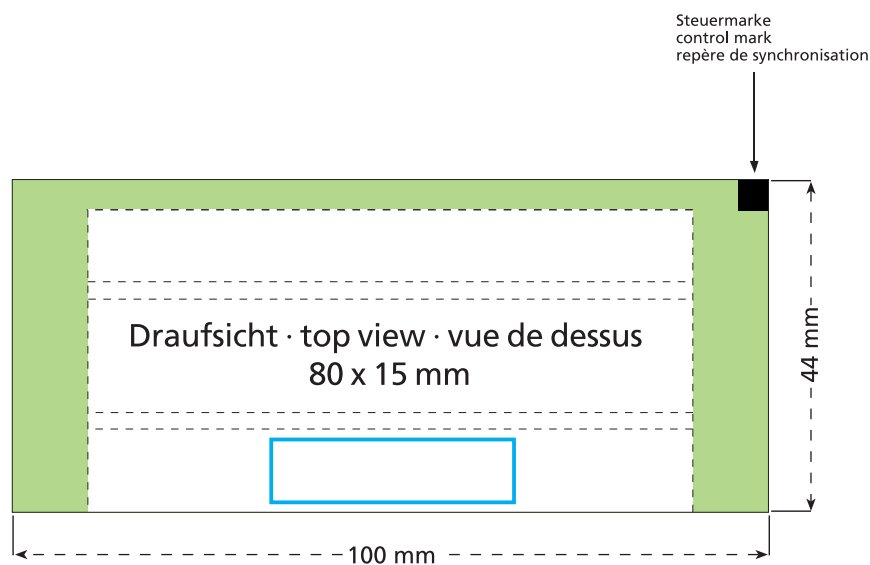 Steuermarke
control mark
repère de synchronisation
Draufsicht · top view · vue de dessus
80 x 15 mm
44 mm
100 mm